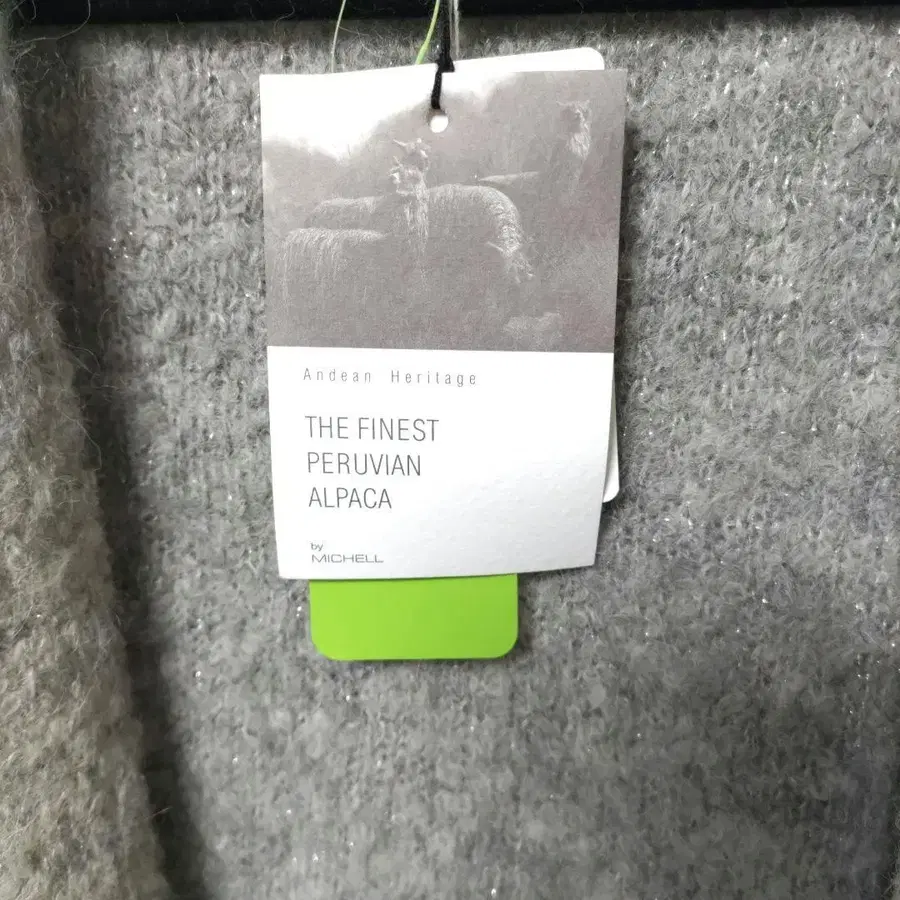 Andean Heritage
THE FINEST
PERUVIAN
ALPACA
by
MICHELL